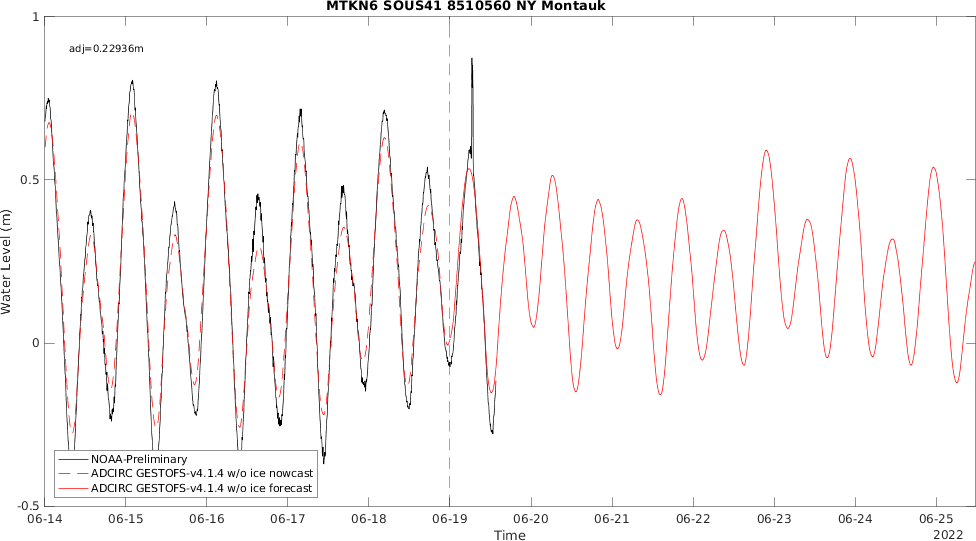 MTKN6 SOUS41 8510560 NY Montauk
adj=0.22936m
1
0.5
0
-0.5
Water Level (m)
NOAA-Preliminary
ADCIRC GESTOFS-v4.1.4 w/o ice nowcast
ADCIRC GESTOFS-v4.1.4 w/o ice forecast
06-14 06-15 06-16 06-17 06-18 06-19 06-20 06-21 06-22 06-23 06-24 06-25
Time
2022